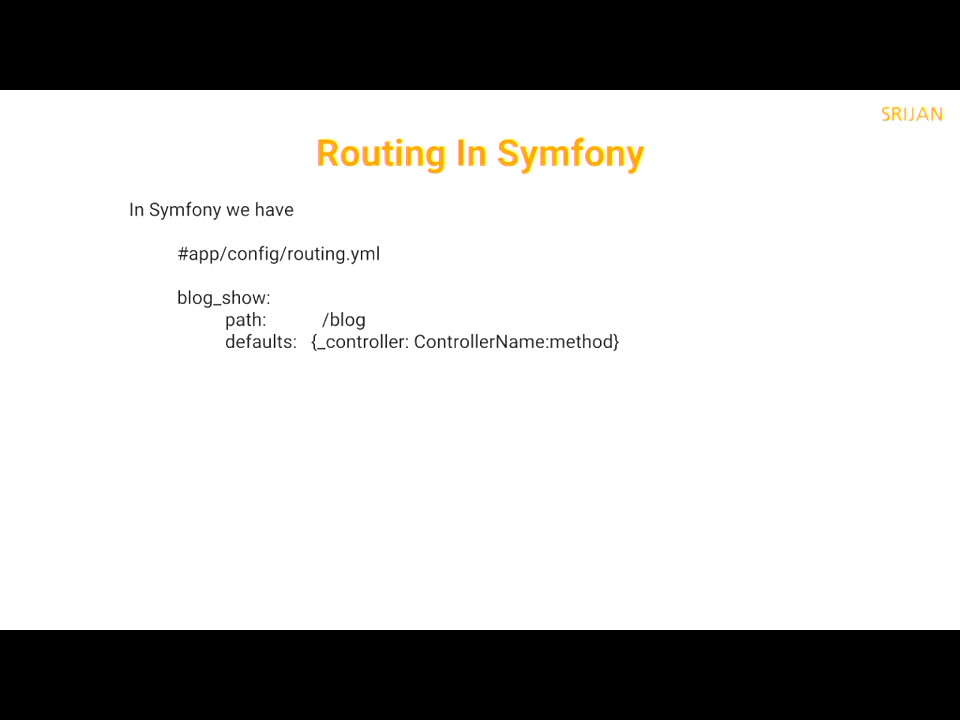 SRIJAN
Routing In Symfony
In Symfony we have
#app/config/routing.yml
blog_show:
path: /blog
defaults: {_controller: ControllerName:method}